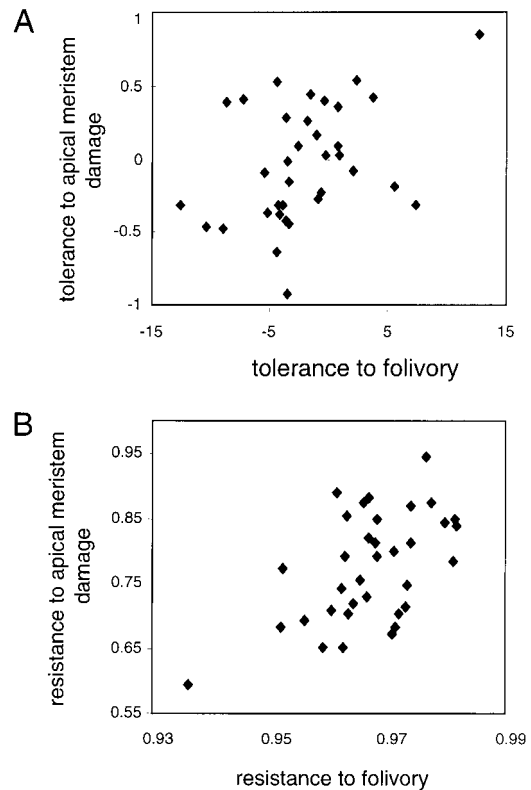 A
1
0.5
0
-0.5
-1
-15
-5
5
15
tolerance to apical meristem
damage
tolerance to folivory
B
0.95
0.85
0.75
0.65
0.55
0.93
0.95
0.97
0.99
resistance to apical meristem
damage
resistance to folivory